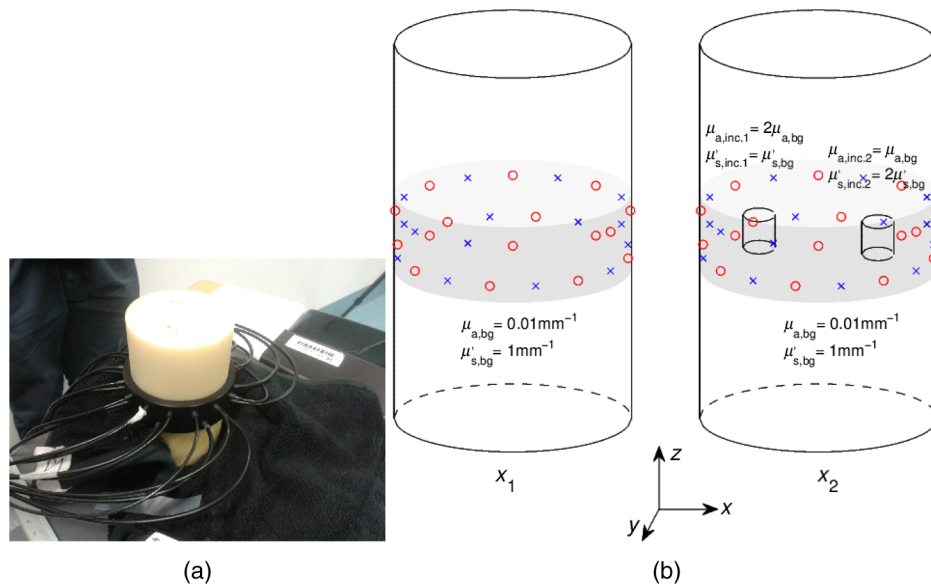 μa,inc.1= 2μa,bg
μ's,inc.1= μ's,bg
μa,inc.2= μa,bg
μ's,inc.2= 2μ's,bg
μa,bg= 0.01mm⁻¹
μ's,bg= 1mm⁻¹
μa,bg= 0.01mm⁻¹
μ's,bg= 1mm⁻¹
x1
x2
z
x
y
(a)
(b)